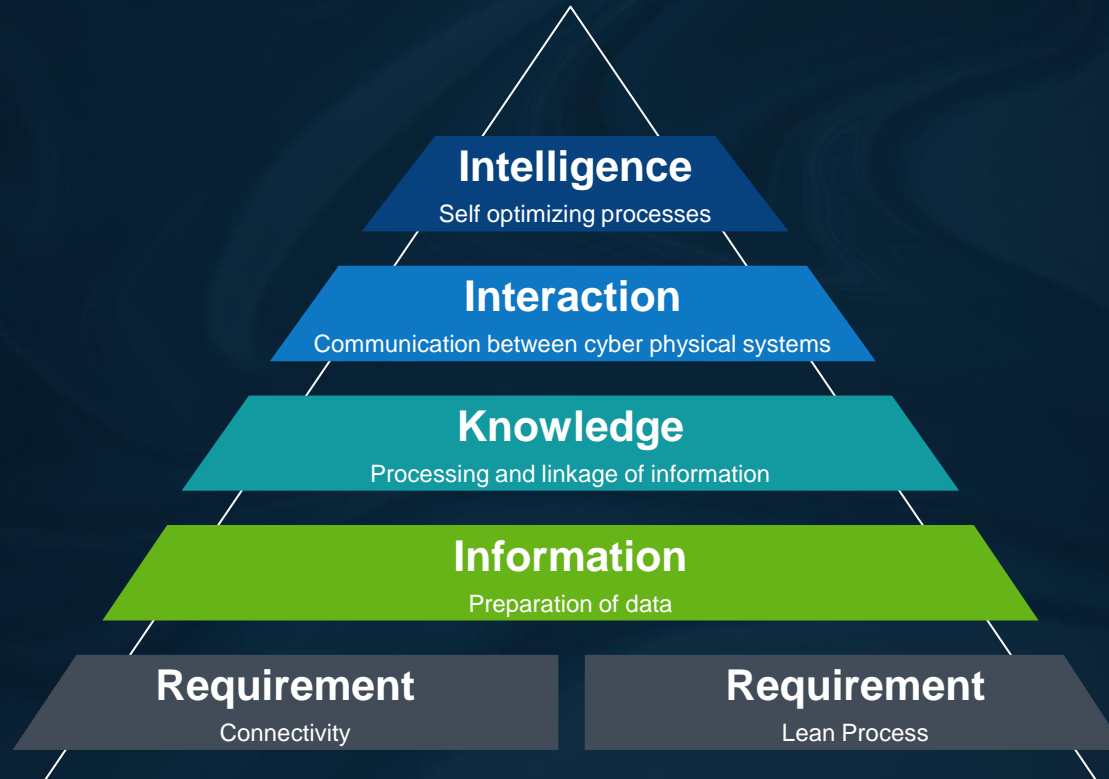 Intelligence
Self optimizing processes
Interaction
Communication between cyber physical systems
Knowledge
Processing and linkage of information
Information
Preparation of data
Requirement
Connectivity
Requirement
Lean Process